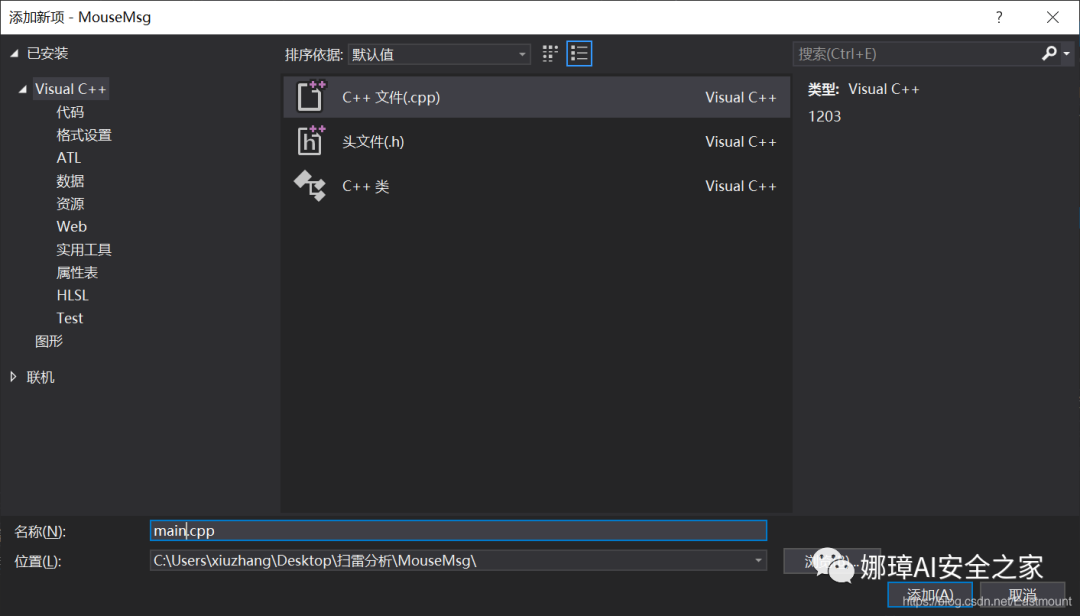 添加新项 - MouseMsg
?
已安装
排序依据: 默认值
搜索(Ctrl+E)
Visual C++
代码
格式设置
ATL
数据
资源
Web
实用工具
属性表
HLSL
Test
图形
联机
C++ 文件(.cpp) Visual C++
头文件(.h) Visual C++
C++ 类 Visual C++
类型: Visual C++
1203
名称(N): main.cpp
位置(L): C:\Users\xiuzhang\Desktop\扫雷分析\MouseMsg\
娜璋AI安全之家
添加(A) 取消
https://blog.csdn.net/Eastmount